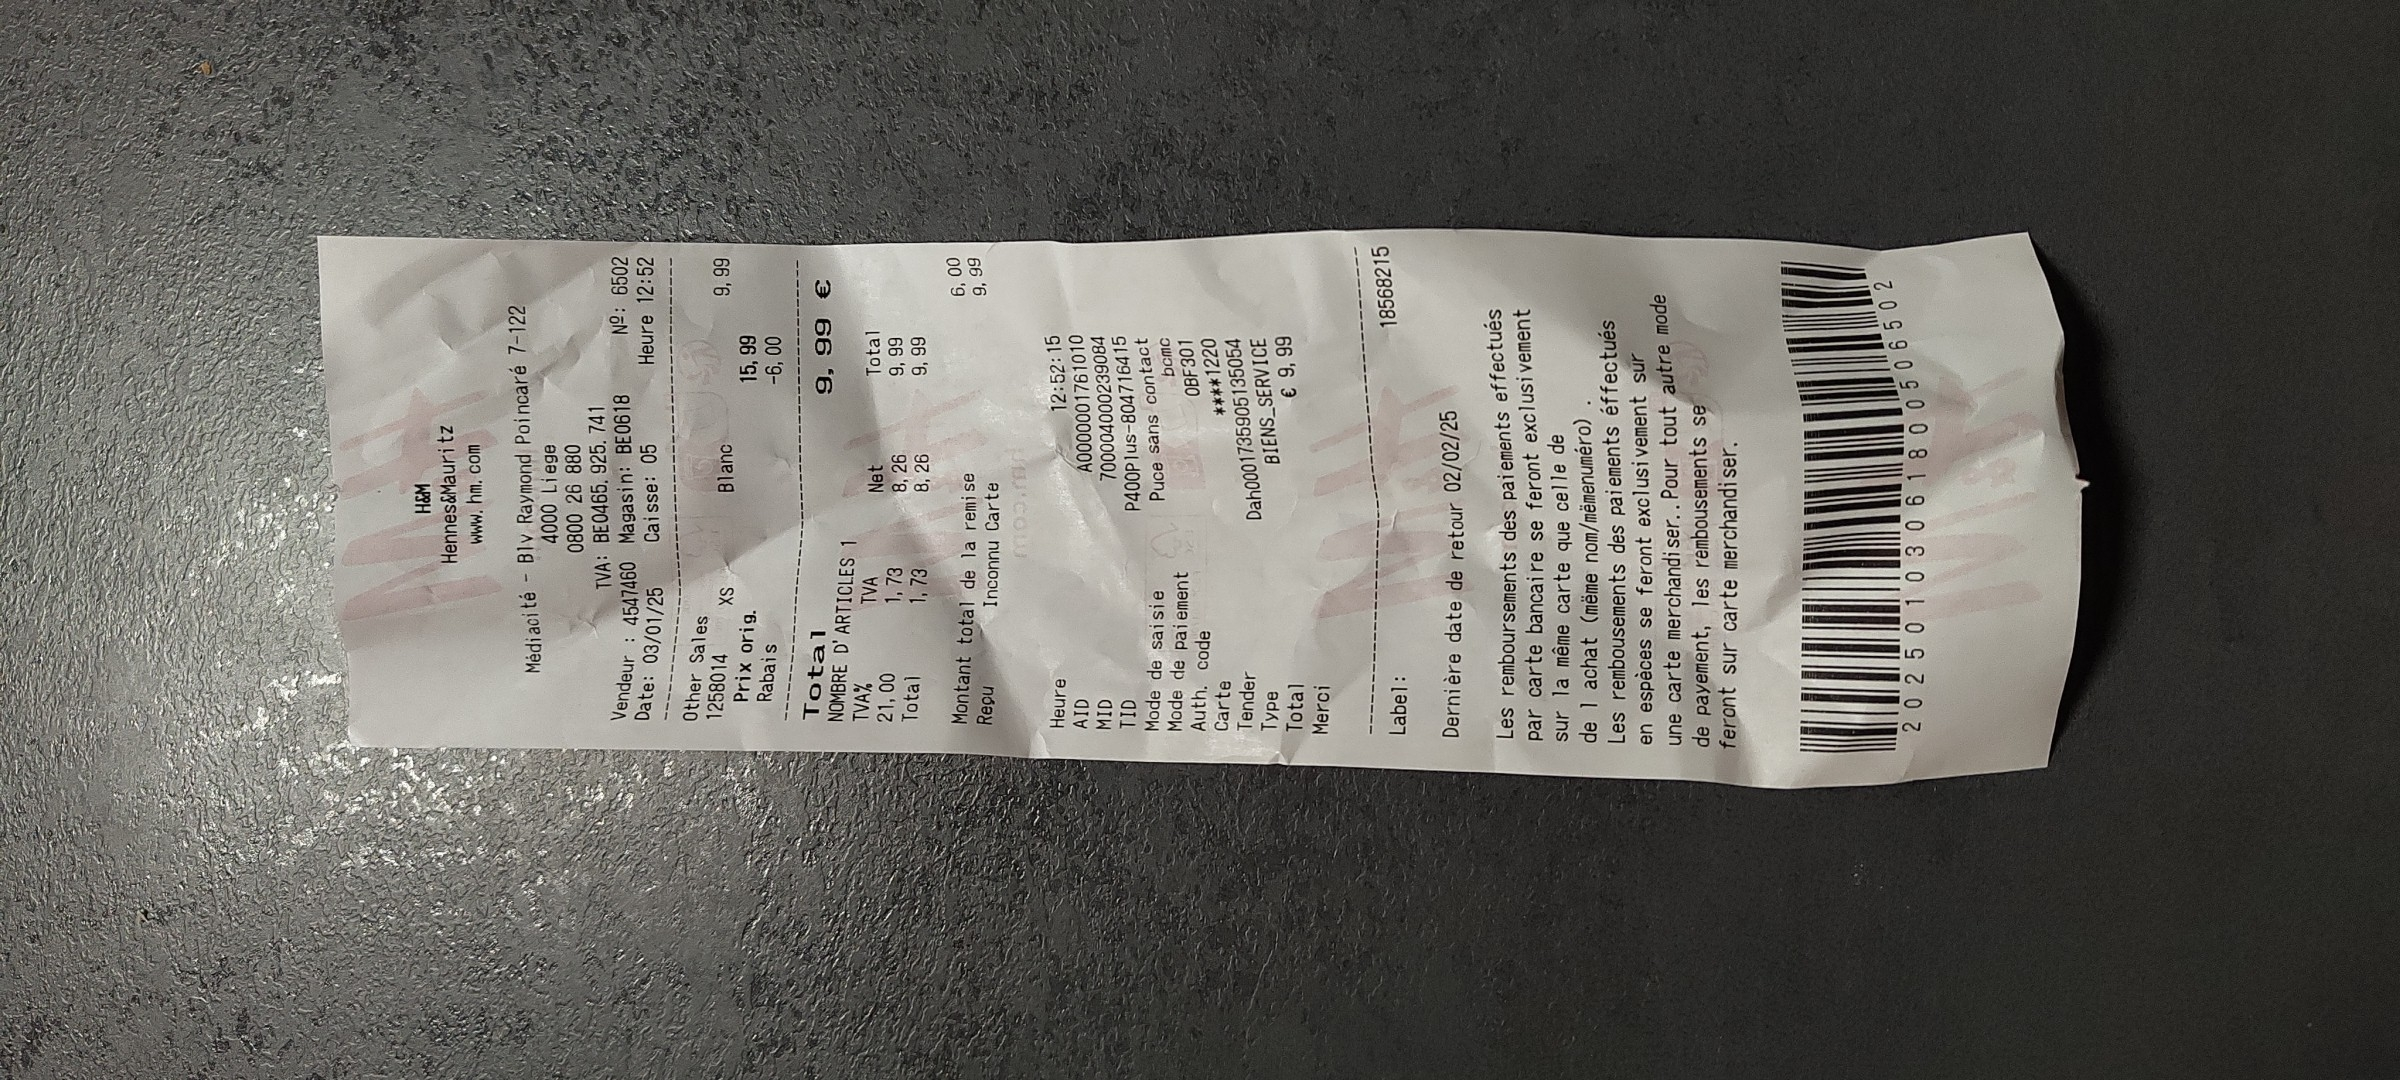 H&M
Hennes&Mauritz
www.hm.com
Médiacité - Blv Raymond Poincaré 7-122
4000 Liege
0800 26 880
TVA: BE0465.925.741
Vendeur : 4547460 Magasin: BE0618 Nº: 6502
Date: 03/01/25 Caisse: 05 Heure 12:52
Other Sales
1258014 XS Blanc 9,99
Prix orig. 15,99
Rabais -6,00
Total 9,99 €
NOMBRE D'ARTICLES 1
TVA% TVA Net Total
21,00 1,73 8,26 9,99
Total 1,73 8,26 9,99
Montant total de la remise 6,00
Reçu Inconnu Carte 9,99
Heure 12:52:15
AID A0000001761010
MID 700004000239084
TID P400Plus-804716415
Mode de saisie Puce sans contact
Mode de paiement bcmc
Auth. code 0BF301
Carte ****1220
Tender Dah0001735905135054
Type BIENS_SERVICE
Total € 9,99
Merci
Label: 18568215
Dernière date de retour 02/02/25
Les remboursements des paiements effectués
par carte bancaire se feront exclusivement
sur la même carte que celle de
de l achat (mëme nom/mëmenuméro) .
Les rembousements des paiements éffectués
en espèces se feront exclusivement sur
une carte merchandiser.. Pour tout autre mode
de payement, les rembousements se
feront sur carte merchandiser.
20250103061800506502